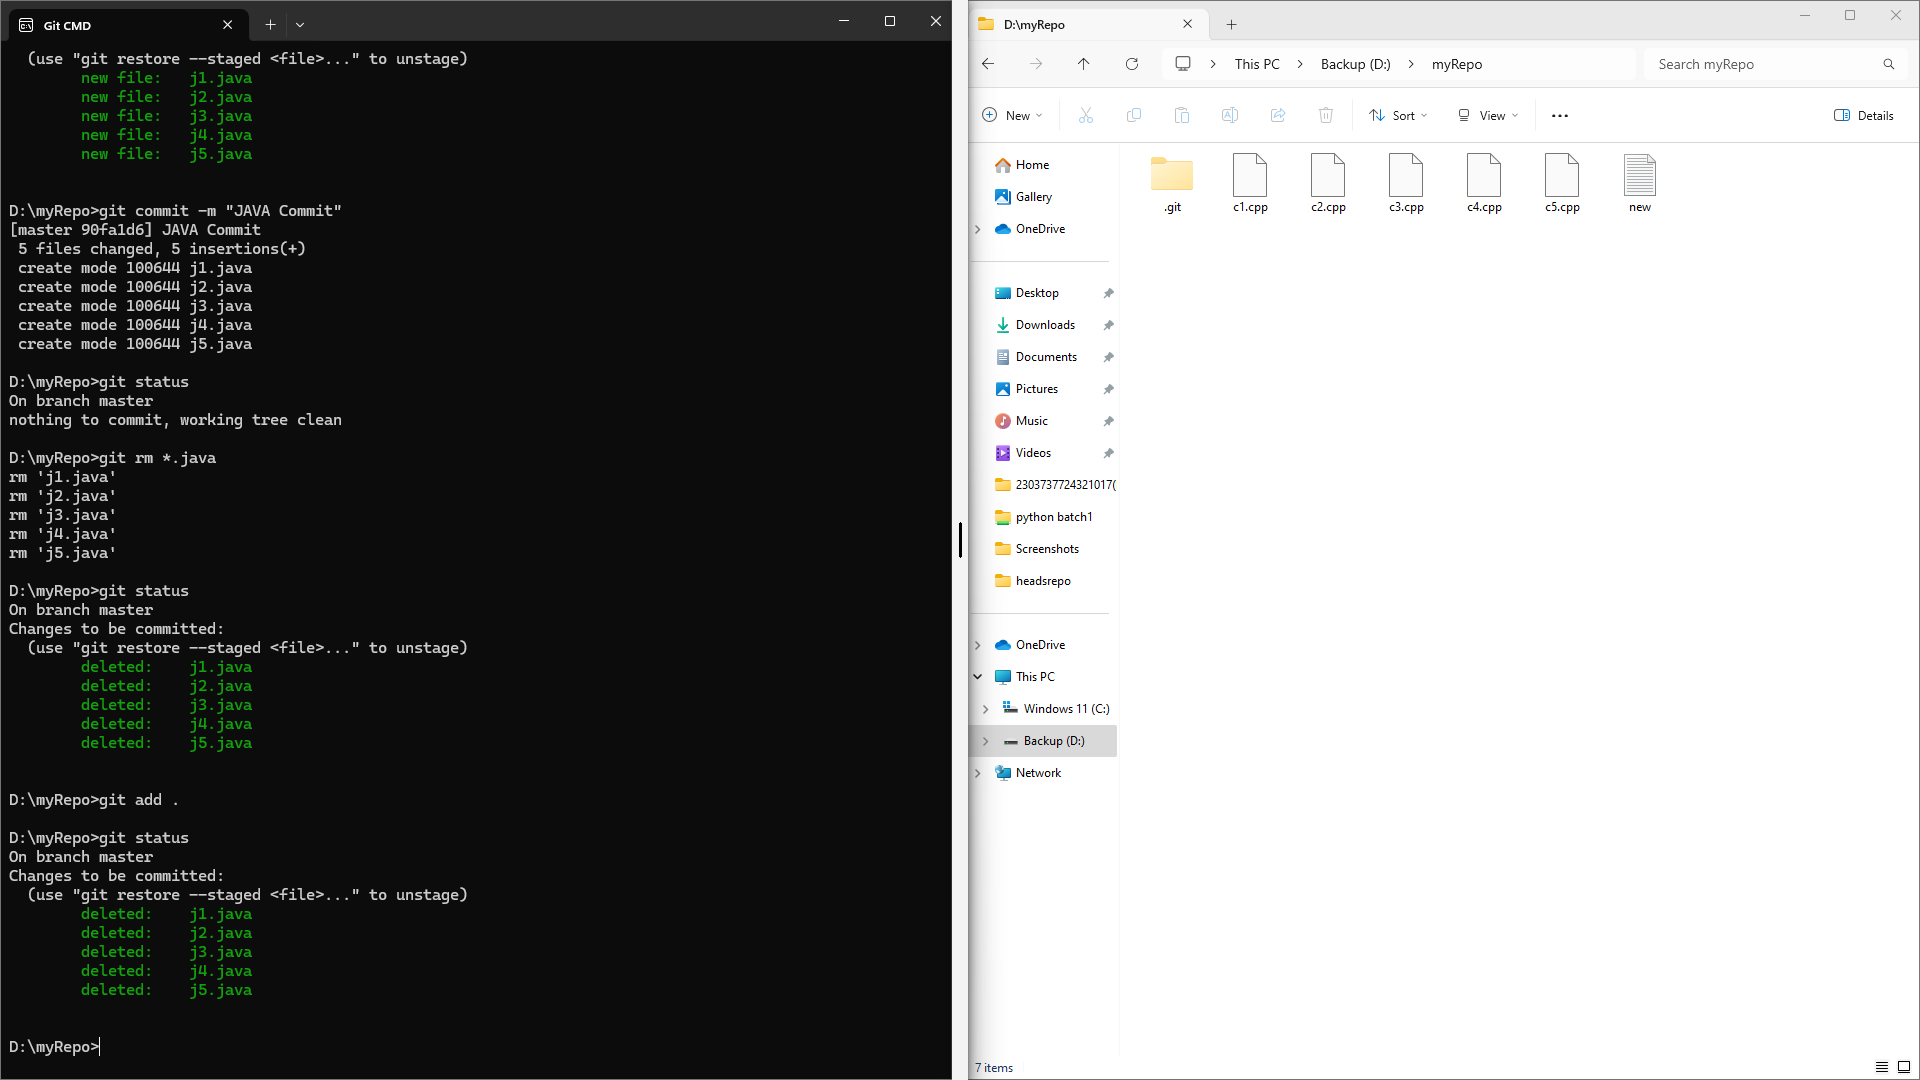 Git CMD
(use "git restore --staged <file>..." to unstage)
new file:   j1.java
new file:   j2.java
new file:   j3.java
new file:   j4.java
new file:   j5.java
D:\myRepo>git commit -m "JAVA Commit"
[master 90fa1d6] JAVA Commit
5 files changed, 5 insertions(+)
create mode 100644 j1.java
create mode 100644 j2.java
create mode 100644 j3.java
create mode 100644 j4.java
create mode 100644 j5.java
D:\myRepo>git status
On branch master
nothing to commit, working tree clean
D:\myRepo>git rm *.java
rm 'j1.java'
rm 'j2.java'
rm 'j3.java'
rm 'j4.java'
rm 'j5.java'
D:\myRepo>git status
On branch master
Changes to be committed:
(use "git restore --staged <file>..." to unstage)
deleted:    j1.java
deleted:    j2.java
deleted:    j3.java
deleted:    j4.java
deleted:    j5.java
D:\myRepo>git add .
D:\myRepo>git status
On branch master
Changes to be committed:
(use "git restore --staged <file>..." to unstage)
deleted:    j1.java
deleted:    j2.java
deleted:    j3.java
deleted:    j4.java
deleted:    j5.java
D:\myRepo>
D:\myRepo
This PC > Backup (D:) > myRepo
Search myRepo
New
Sort
View
Details
Home
Gallery
OneDrive
Desktop
Downloads
Documents
Pictures
Music
Videos
2303737724321017(
python batch1
Screenshots
headsrepo
OneDrive
This PC
Windows 11 (C:)
Backup (D:)
Network
.git
c1.cpp
c2.cpp
c3.cpp
c4.cpp
c5.cpp
new
7 items